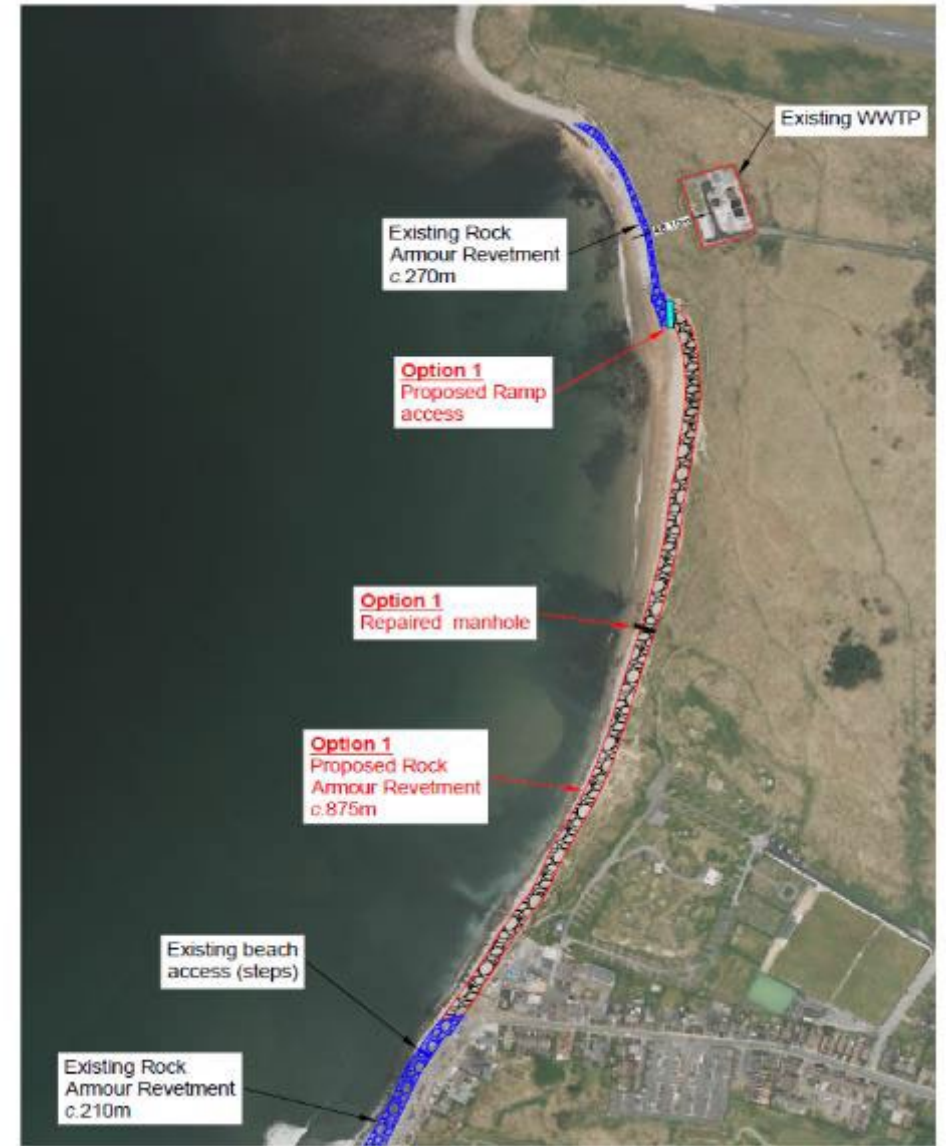 Existing WWTP
Existing Rock
Armour Revetment
c.270m
Option 1
Proposed Ramp
access
Option 1
Repaired manhole
Option 1
Proposed Rock
Armour Revetment
c.875m
Existing beach
access (steps)
Existing Rock
Armour Revetment
c.210m